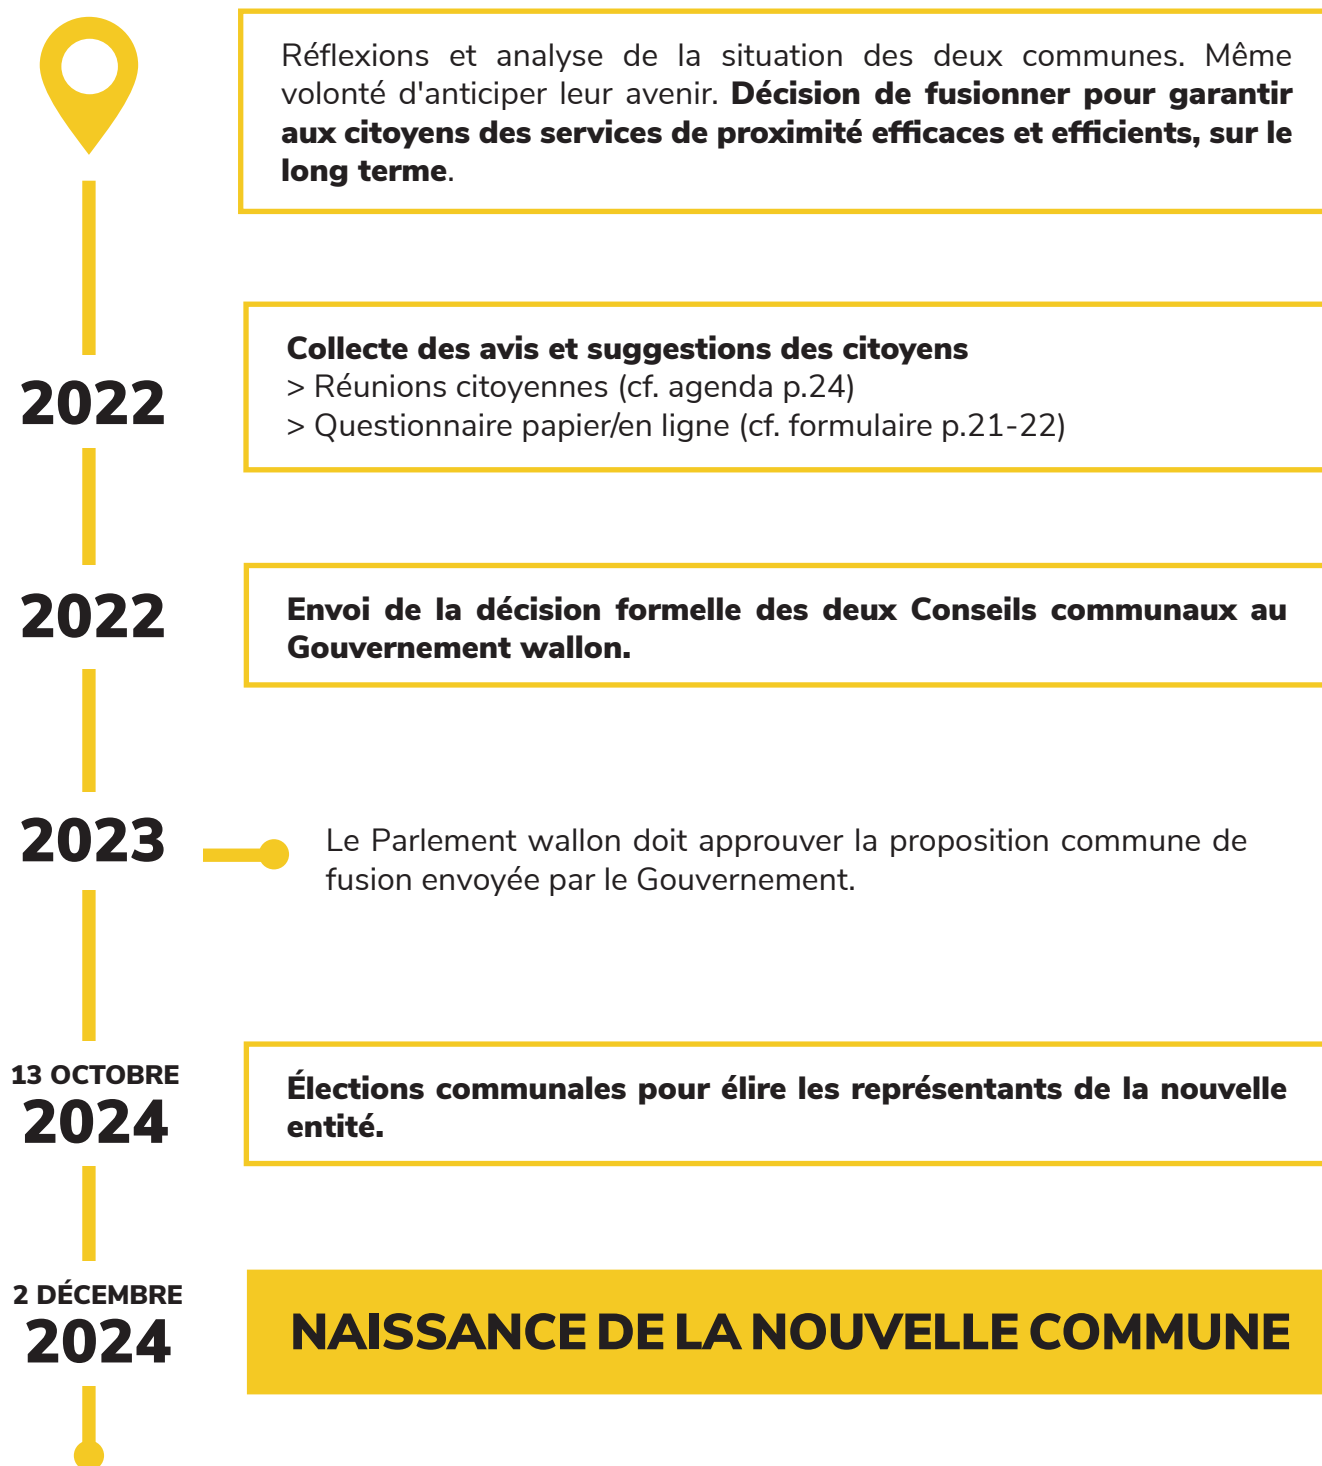 Réflexions et analyse de la situation des deux communes. Même
volonté d'anticiper leur avenir. Décision de fusionner pour garantir
aux citoyens des services de proximité efficaces et efficients, sur le
long terme.
2022
Collecte des avis et suggestions des citoyens
> Réunions citoyennes (cf. agenda p.24)
> Questionnaire papier/en ligne (cf. formulaire p.21-22)
2022
Envoi de la décision formelle des deux Conseils communaux au
Gouvernement wallon.
2023
Le Parlement wallon doit approuver la proposition commune de
fusion envoyée par le Gouvernement.
13 OCTOBRE
2024
Élections communales pour élire les représentants de la nouvelle
entité.
2 DÉCEMBRE
2024
NAISSANCE DE LA NOUVELLE COMMUNE